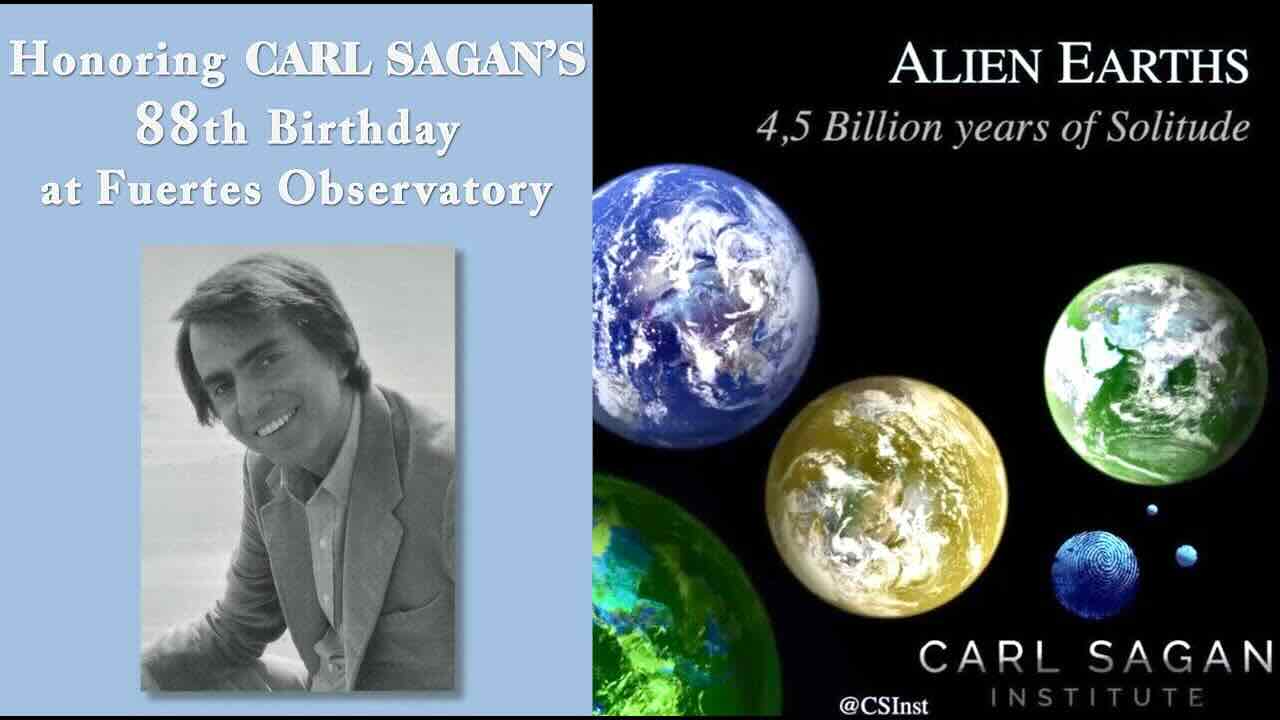 Honoring CARL SAGAN’S
88th Birthday
at Fuertes Observatory
ALIEN EARTHS
4,5 Billion years of Solitude
CARL SAGAN
INSTITUTE
@CSInst